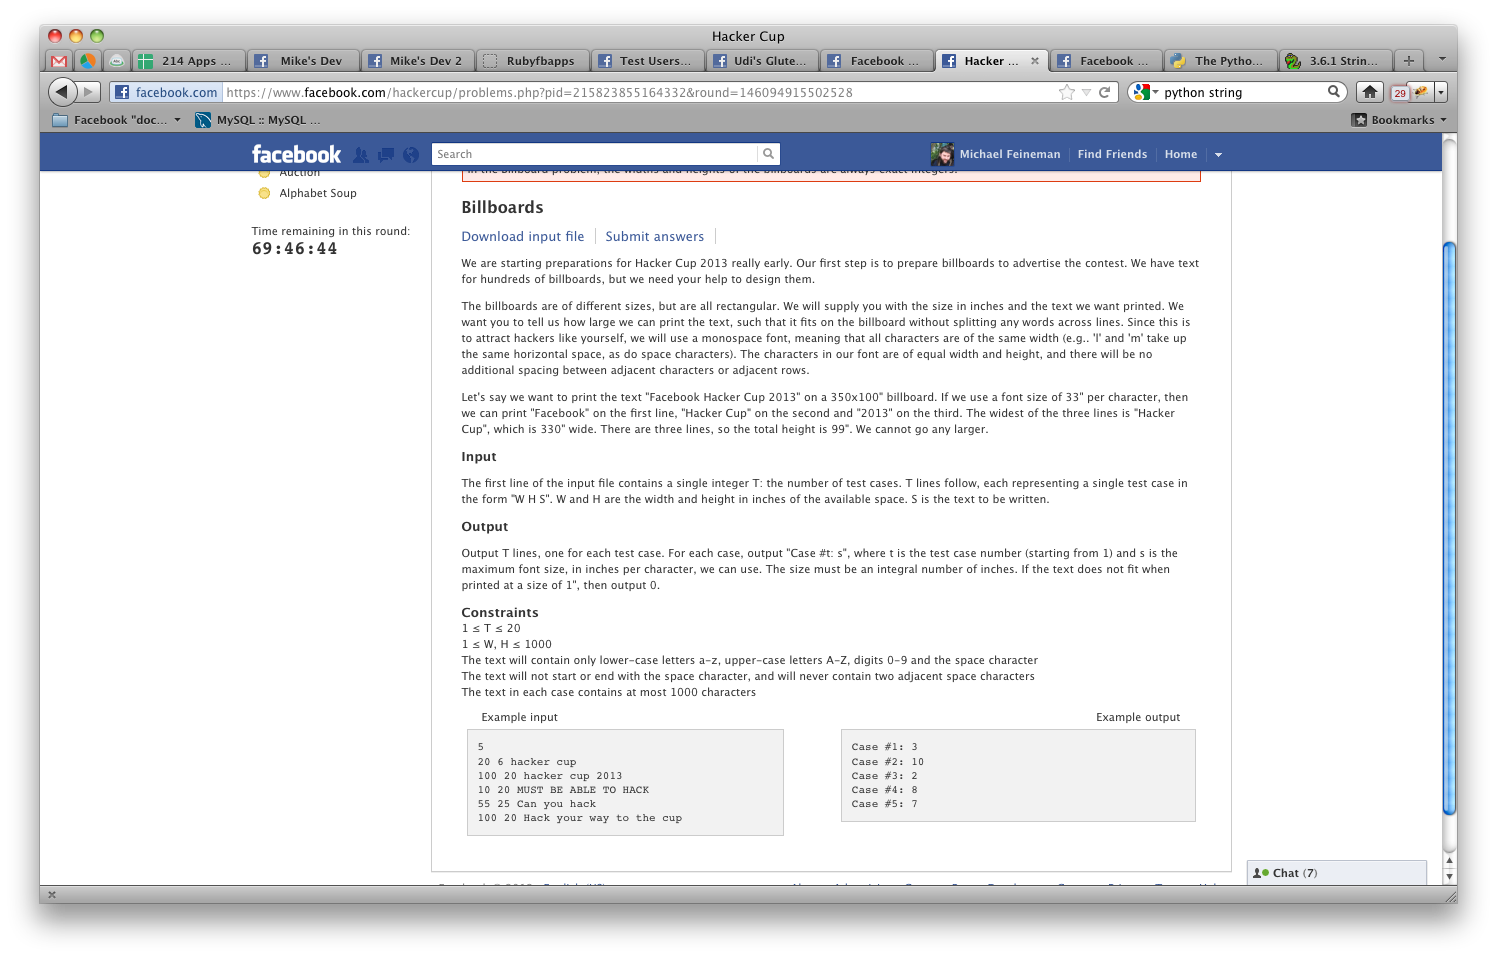 Hacker Cup
214 Apps ...
Mike's Dev
Mike's Dev 2
Rubyfbapps
Test Users...
Udi's Glute...
Facebook ...
Hacker ...
Facebook ...
The Pytho...
3.6.1 Strin...
facebook.com
https://www.facebook.com/hackercup/problems.php?pid=215823855164332&round=146094915502528
python string
29
Facebook "doc...
MySQL :: MySQL ...
Bookmarks
facebook
Search
Michael Feineman
Find Friends
Home
Auction
Alphabet Soup
Time remaining in this round:
69:46:44
In the Billboard problem, the widths and heights of the billboards are always exact integers.
Billboards
Download input file
Submit answers
We are starting preparations for Hacker Cup 2013 really early. Our first step is to prepare billboards to advertise the contest. We have text
for hundreds of billboards, but we need your help to design them.
The billboards are of different sizes, but are all rectangular. We will supply you with the size in inches and the text we want printed. We
want you to tell us how large we can print the text, such that it fits on the billboard without splitting any words across lines. Since this is
to attract hackers like yourself, we will use a monospace font, meaning that all characters are of the same width (e.g.. 'l' and 'm' take up
the same horizontal space, as do space characters). The characters in our font are of equal width and height, and there will be no
additional spacing between adjacent characters or adjacent rows.
Let's say we want to print the text "Facebook Hacker Cup 2013" on a 350x100" billboard. If we use a font size of 33" per character, then
we can print "Facebook" on the first line, "Hacker Cup" on the second and "2013" on the third. The widest of the three lines is "Hacker
Cup", which is 330" wide. There are three lines, so the total height is 99". We cannot go any larger.
Input
The first line of the input file contains a single integer T: the number of test cases. T lines follow, each representing a single test case in
the form "W H S". W and H are the width and height in inches of the available space. S is the text to be written.
Output
Output T lines, one for each test case. For each case, output "Case #t: s", where t is the test case number (starting from 1) and s is the
maximum font size, in inches per character, we can use. The size must be an integral number of inches. If the text does not fit when
printed at a size of 1", then output 0.
Constraints
1 ≤ T ≤ 20
1 ≤ W, H ≤ 1000
The text will contain only lower-case letters a-z, upper-case letters A-Z, digits 0-9 and the space character
The text will not start or end with the space character, and will never contain two adjacent space characters
The text in each case contains at most 1000 characters
Example input
5
20 6 hacker cup
100 20 hacker cup 2013
10 20 MUST BE ABLE TO HACK
55 25 Can you hack
100 20 Hack your way to the cup
Example output
Case #1: 3
Case #2: 10
Case #3: 2
Case #4: 8
Case #5: 7
Chat (7)